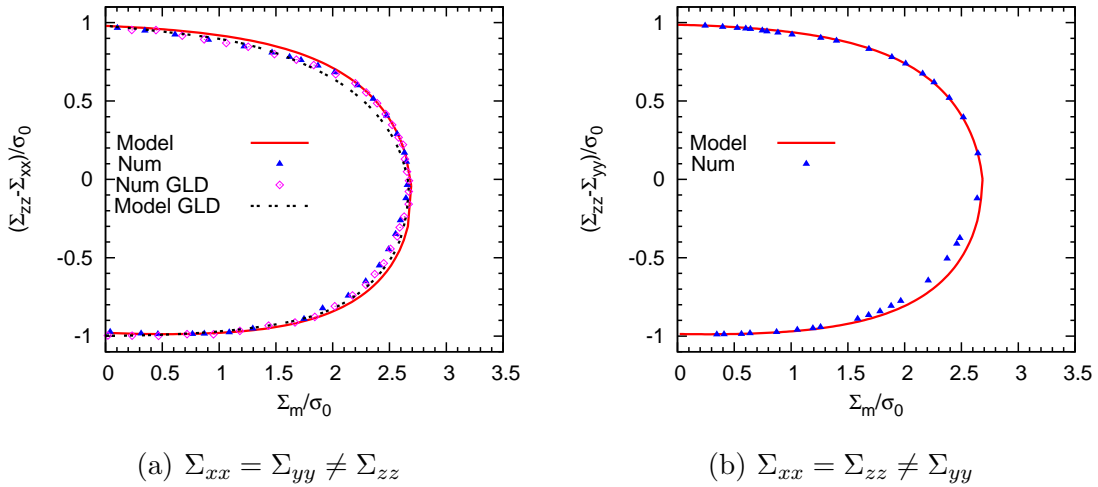 1
0.5
0
-0.5
-1
0 0.5 1 1.5 2 2.5 3 3.5
(Σzz-Σxx)/σ0
Σm/σ0
Model
Num
Num GLD
Model GLD
(a) Σxx = Σyy ≠ Σzz
1
0.5
0
-0.5
-1
0 0.5 1 1.5 2 2.5 3 3.5
(Σzz-Σyy)/σ0
Σm/σ0
Model
Num
(b) Σxx = Σzz ≠ Σyy